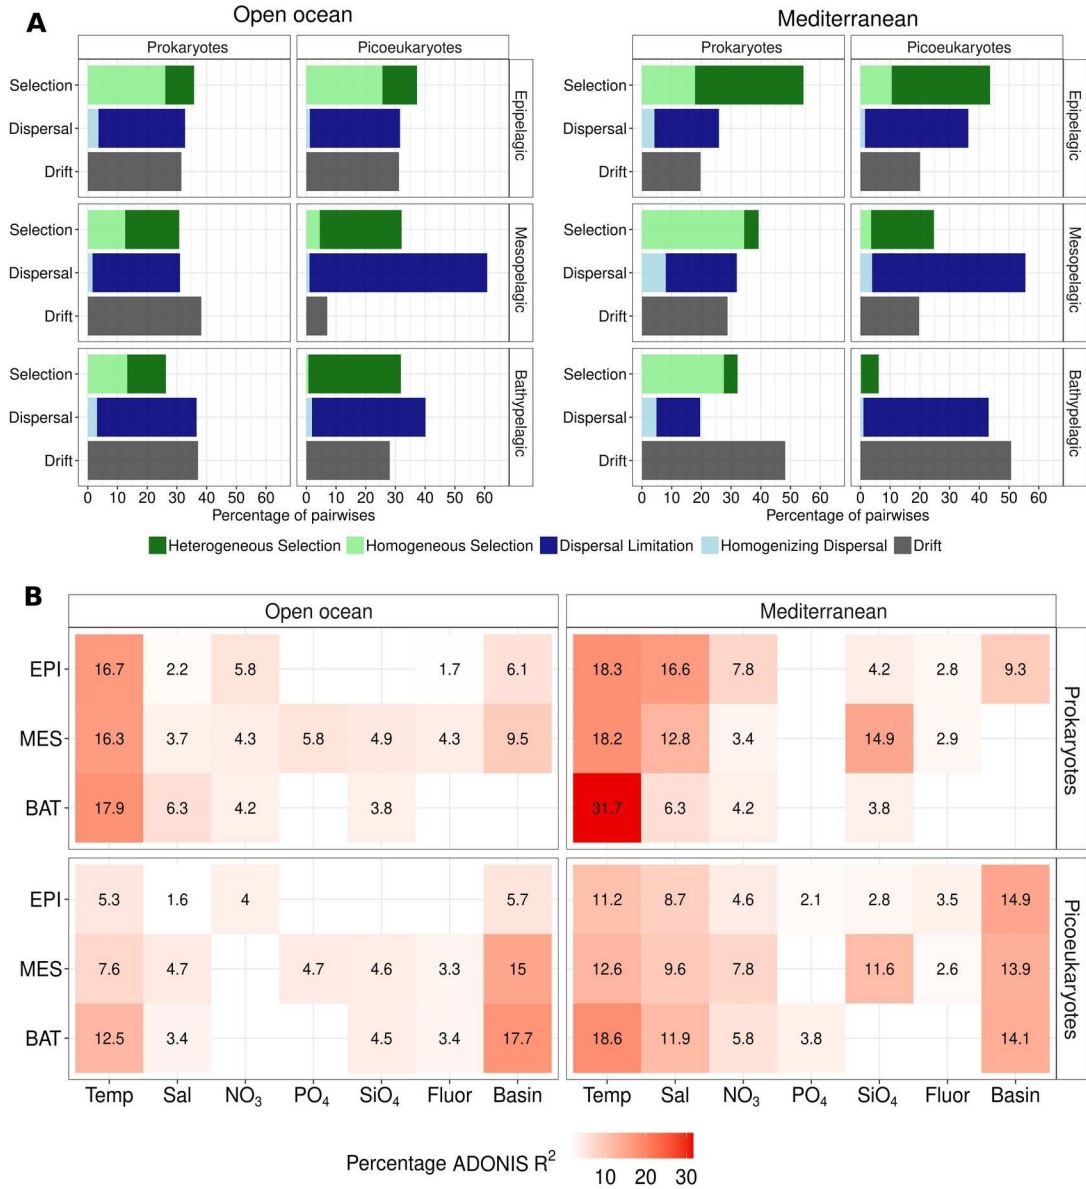 A
Open ocean
Mediterranean
Prokaryotes
Picoeukaryotes
Prokaryotes
Picoeukaryotes
Selection
Dispersal
Drift
Selection
Dispersal
Drift
Epipelagic
Epipelagic
Selection
Dispersal
Drift
Selection
Dispersal
Drift
Mesopelagic
Mesopelagic
Selection
Dispersal
Drift
Selection
Dispersal
Drift
Bathypelagic
Bathypelagic
0 10 20 30 40 50 60 0 10 20 30 40 50 60
0 10 20 30 40 50 60 0 10 20 30 40 50 60
Percentage of pairwises
Percentage of pairwises
Heterogeneous Selection Homogeneous Selection Dispersal Limitation Homogenizing Dispersal Drift
B
Open ocean
Mediterranean
EPI 16.7 2.2 5.8 1.7 6.1 18.3 16.6 7.8 4.2 2.8 9.3
MES 16.3 3.7 4.3 5.8 4.9 4.3 9.5 18.2 12.8 3.4 14.9 2.9
BAT 17.9 6.3 4.2 3.8 31.7 6.3 4.2 3.8
Prokaryotes
EPI 5.3 1.6 4 5.7 11.2 8.7 4.6 2.1 2.8 3.5 14.9
MES 7.6 4.7 4.7 4.6 3.3 15 12.6 9.6 7.8 11.6 2.6 13.9
BAT 12.5 3.4 4.5 3.4 17.7 18.6 11.9 5.8 3.8 14.1
Picoeukaryotes
Temp Sal NO₃ PO₄ SiO₄ Fluor Basin Temp Sal NO₃ PO₄ SiO₄ Fluor Basin
Percentage ADONIS R²
10 20 30